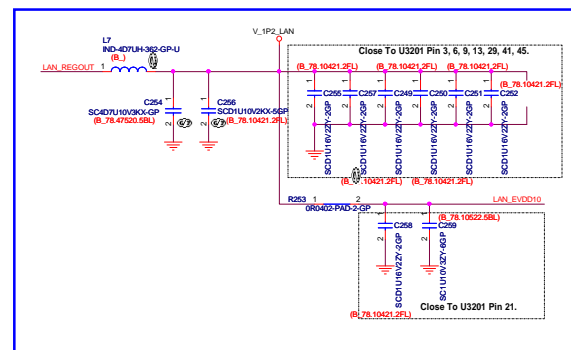 V_1P2_LAN
L7
IND-4D7UH-362-GP-U
(B_)
LAN_REGOUT 1 2
Close To U3201 Pin 3, 6, 9, 13, 29, 41, 45.
(B_78.10421.2FL) (B_78.10421.2FL) (B_78.10421.2FL)
(B_78.10421.2FL)
C254
SC4D7U10V3KX-GP
(B_78.47520.5BL)
C256
SCD1U10V2KX-5GP
(B_78.10421.2FL)
C255 C257 C249 C250 C251 C252
SCD1U16V2ZY-2GP
SCD1U16V2ZY-2GP
SCD1U16V2ZY-2GP
SCD1U16V2ZY-2GP
SCD1U16V2ZY-2GP
SCD1U16V2ZY-2GP
(B_78.10421.2FL) (B_78.10421.2FL)
R253 1 2
0R0402-PAD-2-GP
LAN_EVDD10
(B_78.10522.5BL)
C258
SCD1U16V2ZY-2GP
C259
SC1U10V3ZY-6GP
(B_78.10421.2FL)
Close To U3201 Pin 21.